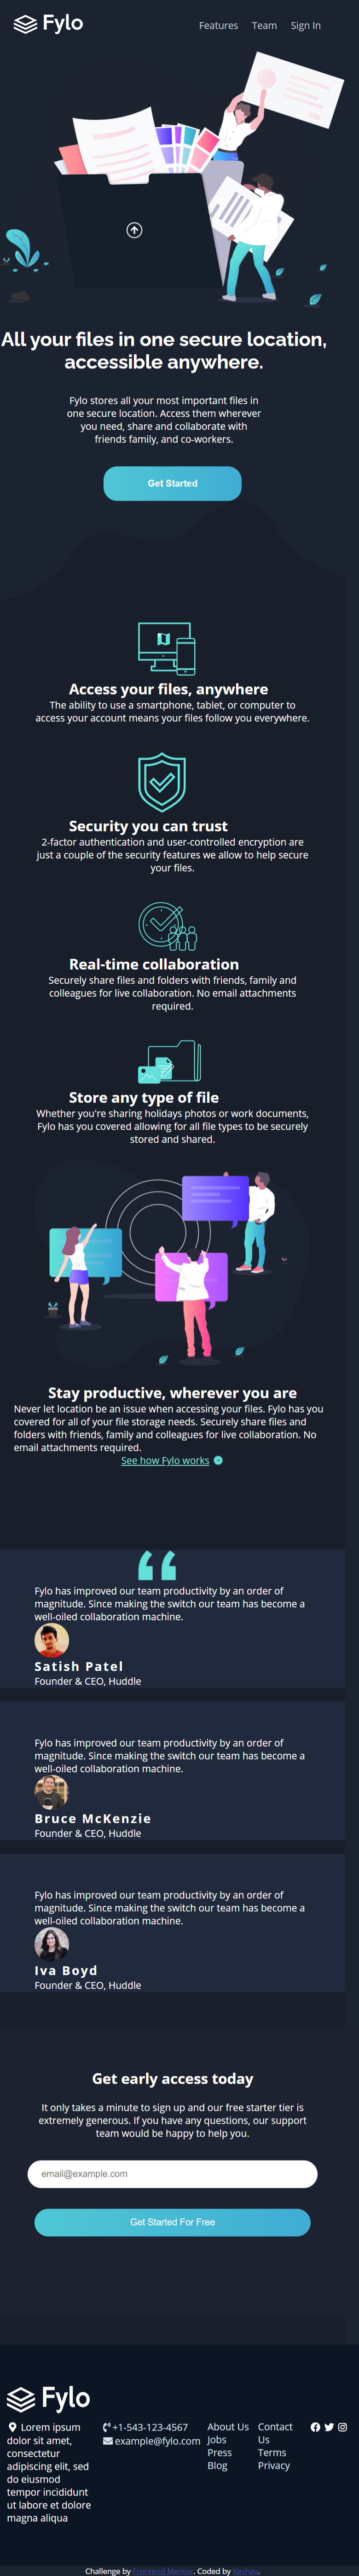 Fylo
Features Team Sign In
All your files in one secure location,
accessible anywhere.
Fylo stores all your most important files in
one secure location. Access them wherever
you need, share and collaborate with
friends family, and co-workers.
Get Started
Access your files, anywhere
The ability to use a smartphone, tablet, or computer to
access your account means your files follow you everywhere.
Security you can trust
2-factor authentication and user-controlled encryption are
just a couple of the security features we allow to help secure
your files.
Real-time collaboration
Securely share files and folders with friends, family and
colleagues for live collaboration. No email attachments
required.
Store any type of file
Whether you're sharing holidays photos or work documents,
Fylo has you covered allowing for all file types to be securely
stored and shared.
Stay productive, wherever you are
Never let location be an issue when accessing your files. Fylo has you
covered for all of your file storage needs. Securely share files and
folders with friends, family and colleagues for live collaboration. No
email attachments required.
See how Fylo works
Fylo has improved our team productivity by an order of
magnitude. Since making the switch our team has become a
well-oiled collaboration machine.
Satish Patel
Founder & CEO, Huddle
Fylo has improved our team productivity by an order of
magnitude. Since making the switch our team has become a
well-oiled collaboration machine.
Bruce McKenzie
Founder & CEO, Huddle
Fylo has improved our team productivity by an order of
magnitude. Since making the switch our team has become a
well-oiled collaboration machine.
Iva Boyd
Founder & CEO, Huddle
Get early access today
It only takes a minute to sign up and our free starter tier is
extremely generous. If you have any questions, our support
team would be happy to help you.
email@example.com
Get Started For Free
Fylo
Lorem ipsum
dolor sit amet,
consectetur
adipiscing elit, sed
do eiusmod
tempor incididunt
ut labore et dolore
magna aliqua
+1-543-123-4567
example@fylo.com
About Us
Jobs
Press
Blog
Contact
Us
Terms
Privacy
Challenge by Frontend Mentor. Coded by Keshav.